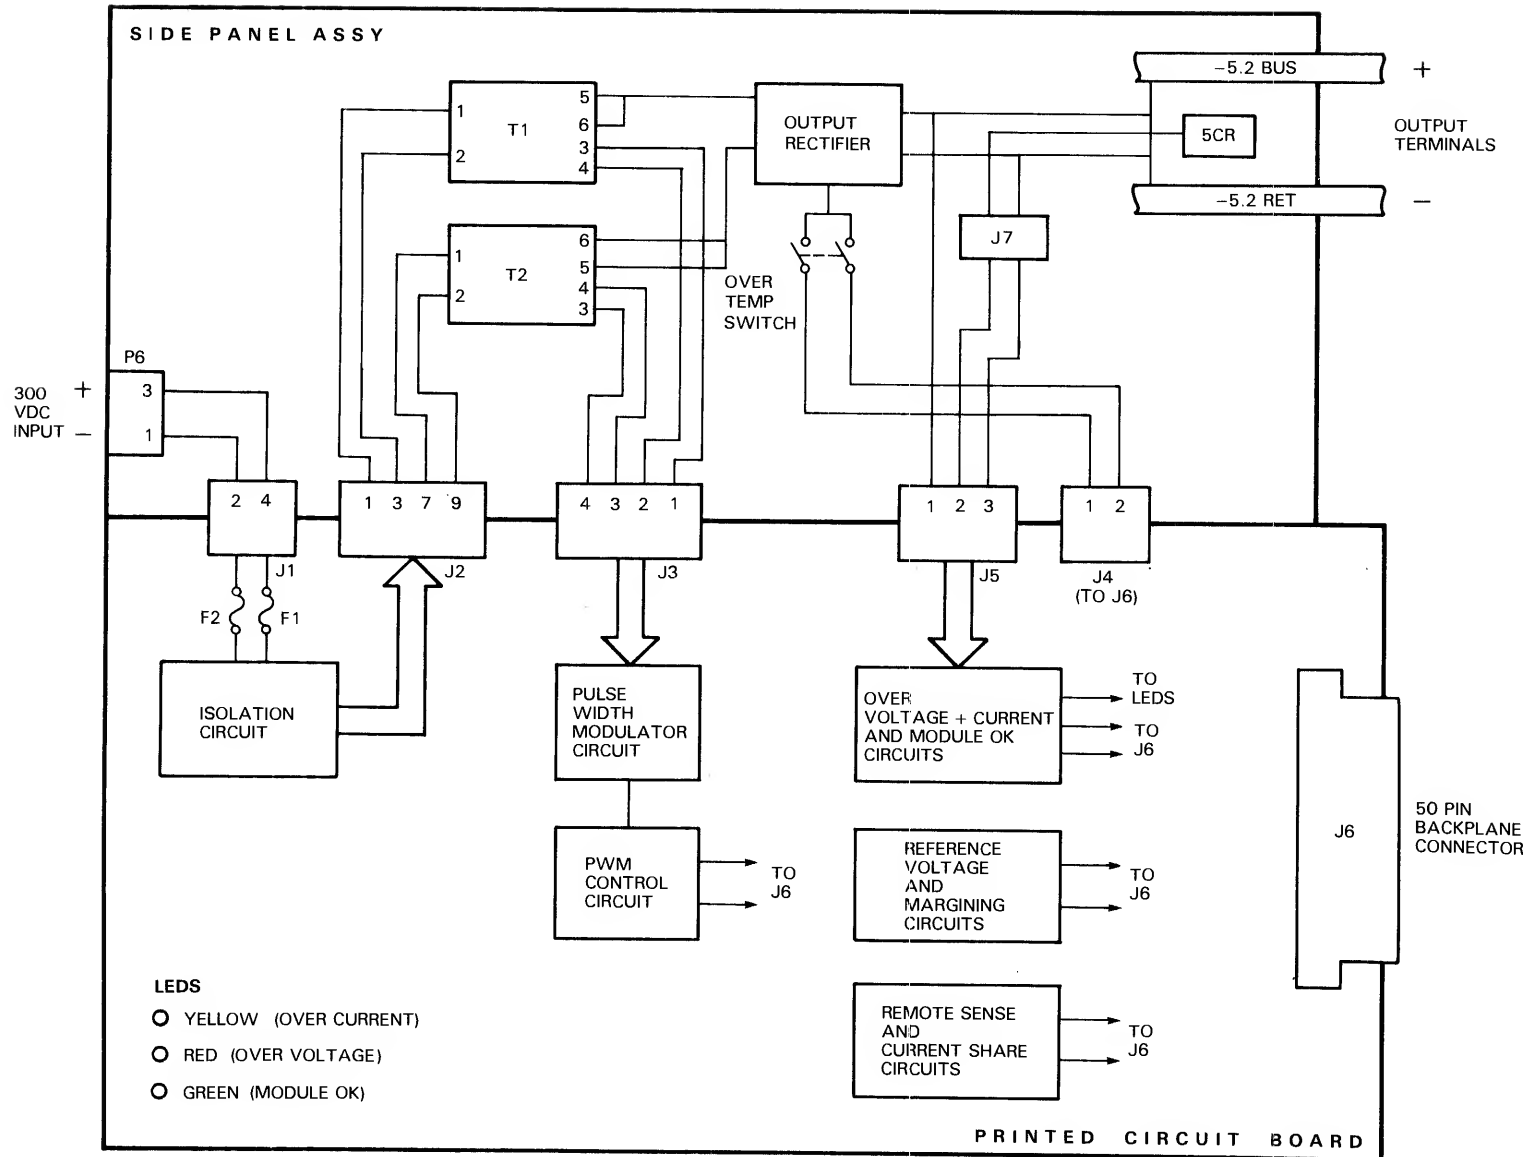 SIDE PANEL ASSY
−5.2 BUS
+
OUTPUT
TERMINALS
5CR
−5.2 RET
−
1
2
T1
5
6
3
4
OUTPUT
RECTIFIER
1
2
T2
6
5
4
3
OVER
TEMP
SWITCH
J7
P6
3
1
300
VDC
INPUT
+
−
2 4
J1
1 3 7 9
J2
4 3 2 1
J3
1 2 3
J5
1 2
J4
(TO J6)
F2
F1
ISOLATION
CIRCUIT
PULSE
WIDTH
MODULATOR
CIRCUIT
OVER
VOLTAGE + CURRENT
AND MODULE OK
CIRCUITS
TO
LEDS
TO
J6
PWM
CONTROL
CIRCUIT
TO
J6
REFERENCE
VOLTAGE
AND
MARGINING
CIRCUITS
TO
J6
REMOTE SENSE
AND
CURRENT SHARE
CIRCUITS
TO
J6
J6
50 PIN
BACKPLANE
CONNECTOR
LEDS
YELLOW (OVER CURRENT)
RED (OVER VOLTAGE)
GREEN (MODULE OK)
PRINTED CIRCUIT BOARD